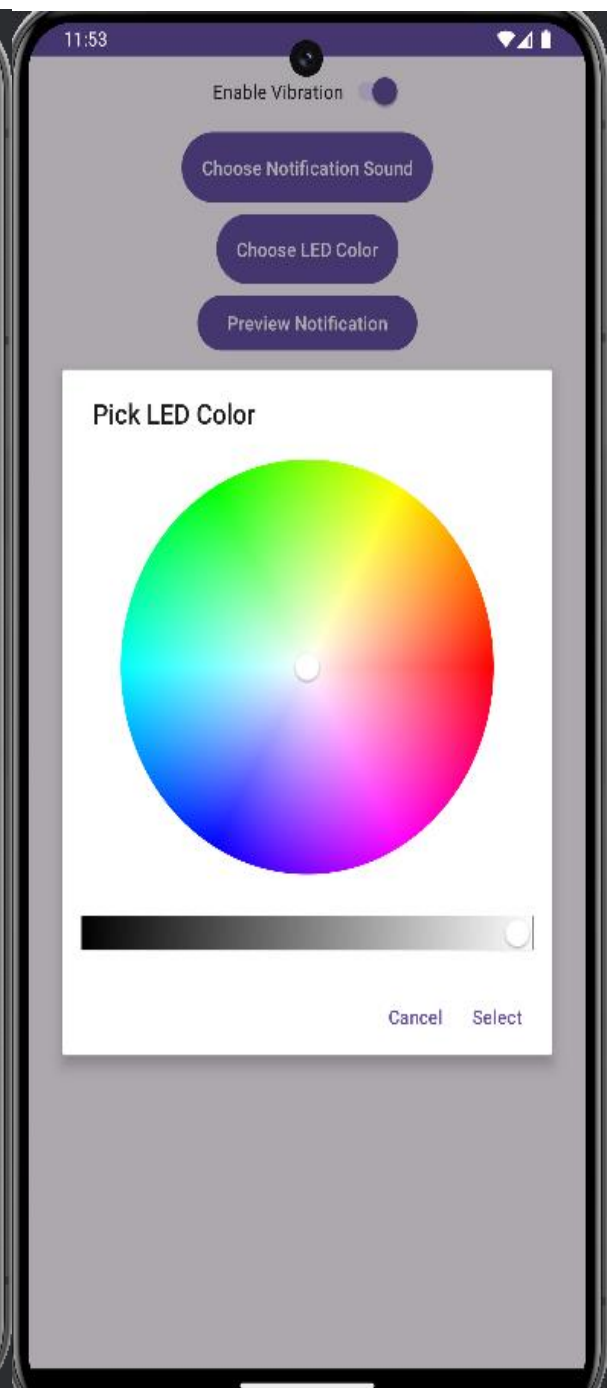 11:53
Enable Vibration
Choose Notification Sound
Choose LED Color
Preview Notification
Pick LED Color
Cancel Select